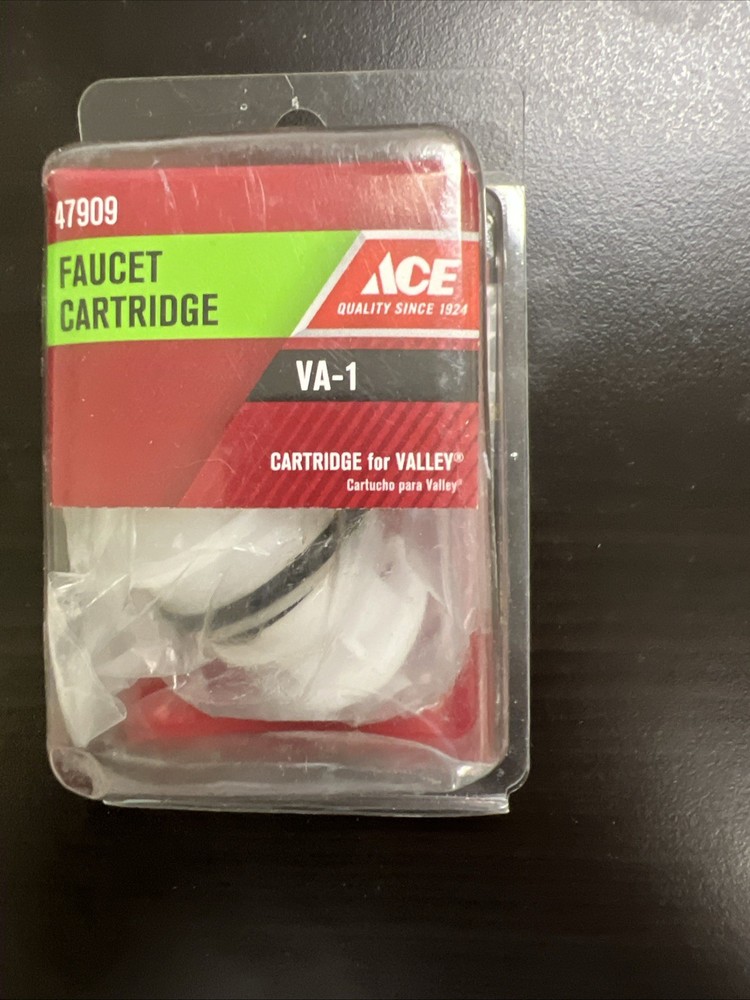 47909
FAUCET
CARTRIDGE
ACE
QUALITY SINCE 1924
VA-1
CARTRIDGE for VALLEY®
Cartucho para Valley®